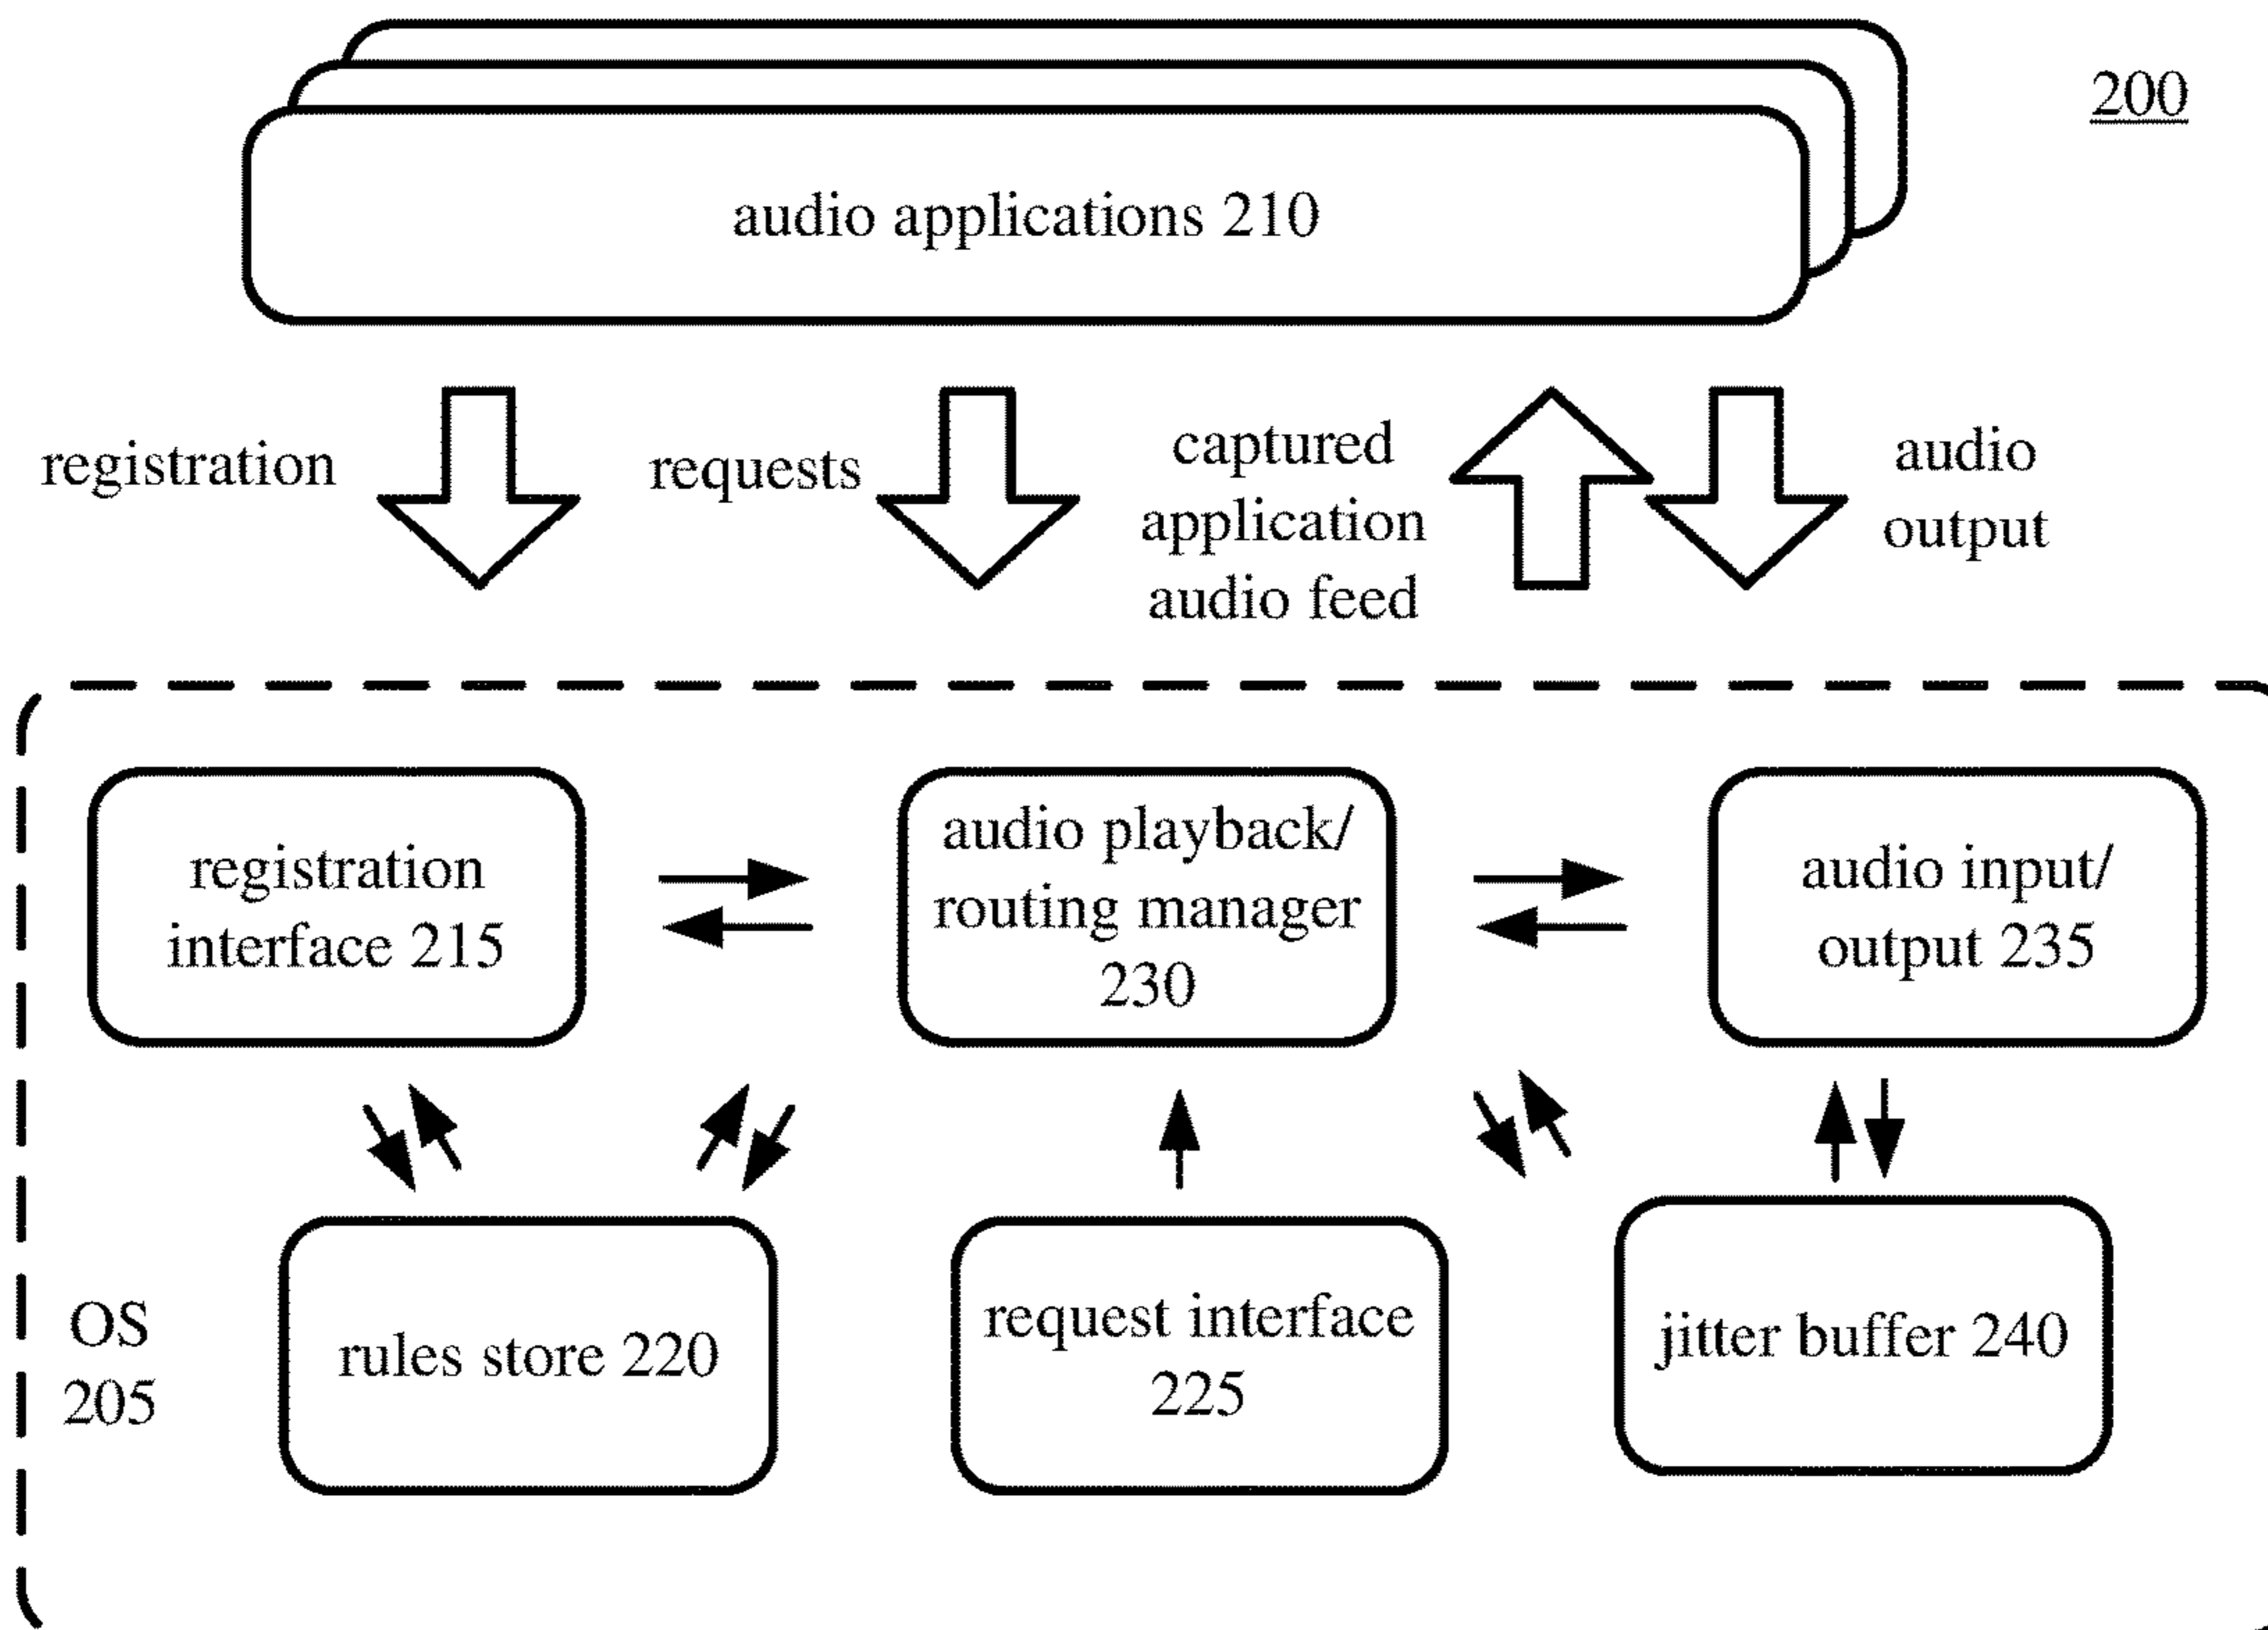 200
audio applications 210
registration
requests
captured
application
audio feed
audio
output
registration
interface 215
audio playback/
routing manager
230
audio input/
output 235
OS
205
rules store 220
request interface
225
jitter buffer 240